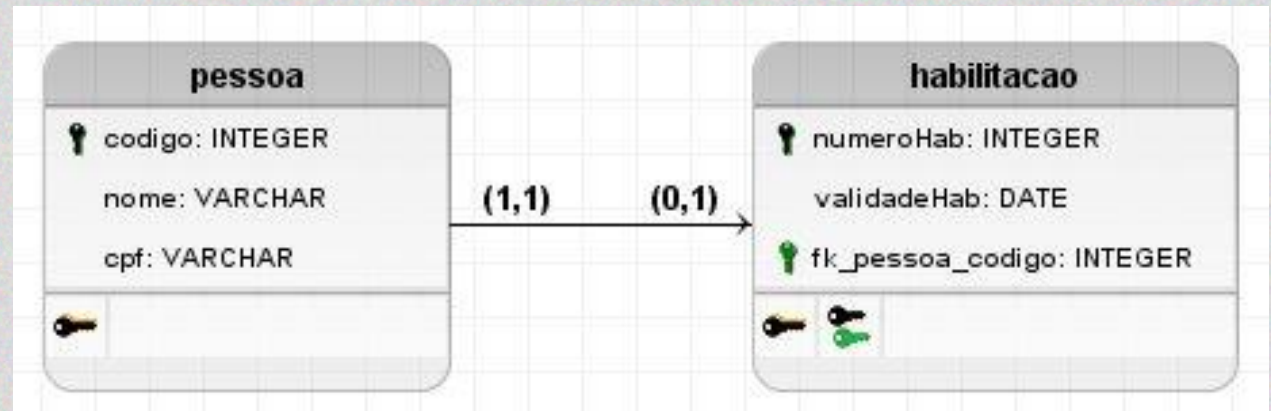 pessoa
codigo: INTEGER
nome: VARCHAR
cpf: VARCHAR
(1,1)
(0,1)
habilitacao
numeroHab: INTEGER
validadeHab: DATE
fk_pessoa_codigo: INTEGER